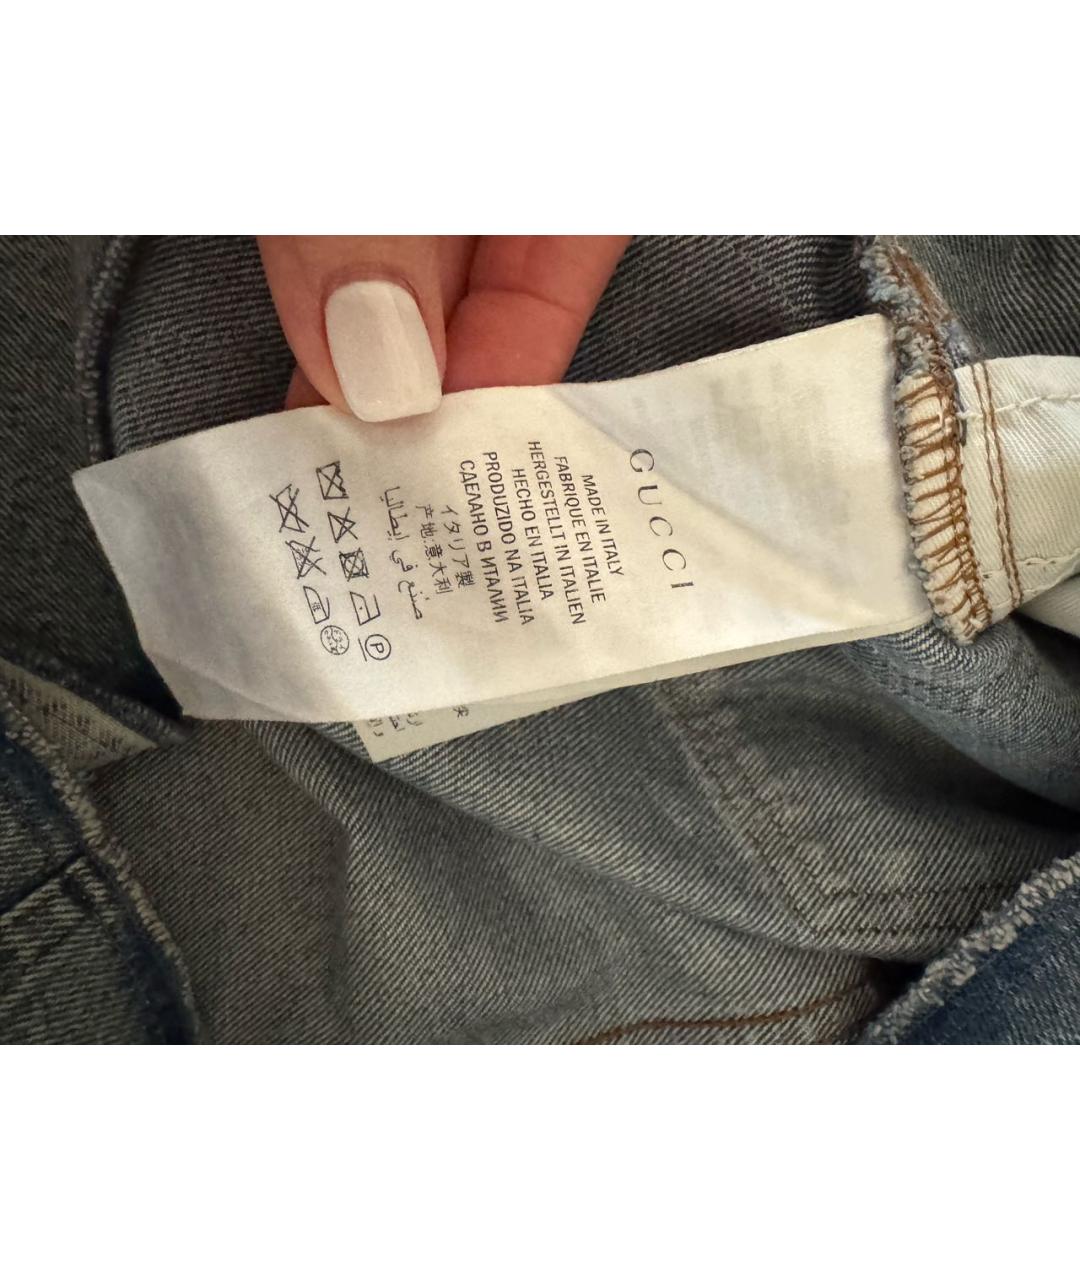 GUCCI
MADE IN ITALY
FABRIQUE EN ITALIE
HERGESTELLT IN ITALIEN
HECHO EN ITALIA
PRODUZIDO NA ITALIA
СДЕЛАНО В ИТАЛИИ
イタリア製
产地:意大利
صنع في إيطاليا
P